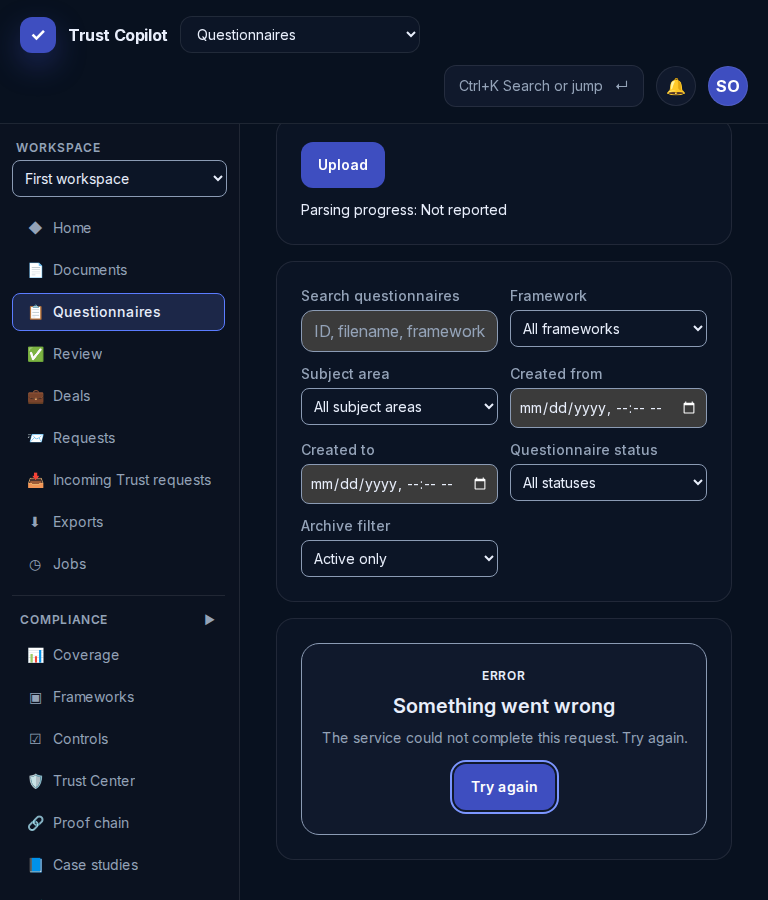 Trust Copilot
Questionnaires
Ctrl+K Search or jump ↵
SO
WORKSPACE
First workspace
Home
Documents
Questionnaires
Review
Deals
Requests
Incoming Trust requests
Exports
Jobs
COMPLIANCE
Coverage
Frameworks
Controls
Trust Center
Proof chain
Case studies
Upload
Parsing progress: Not reported
Search questionnaires
ID, filename, framework
Framework
All frameworks
Subject area
All subject areas
Created from
mm/dd/yyyy, --:-- --
Created to
mm/dd/yyyy, --:-- --
Questionnaire status
All statuses
Archive filter
Active only
ERROR
Something went wrong
The service could not complete this request. Try again.
Try again